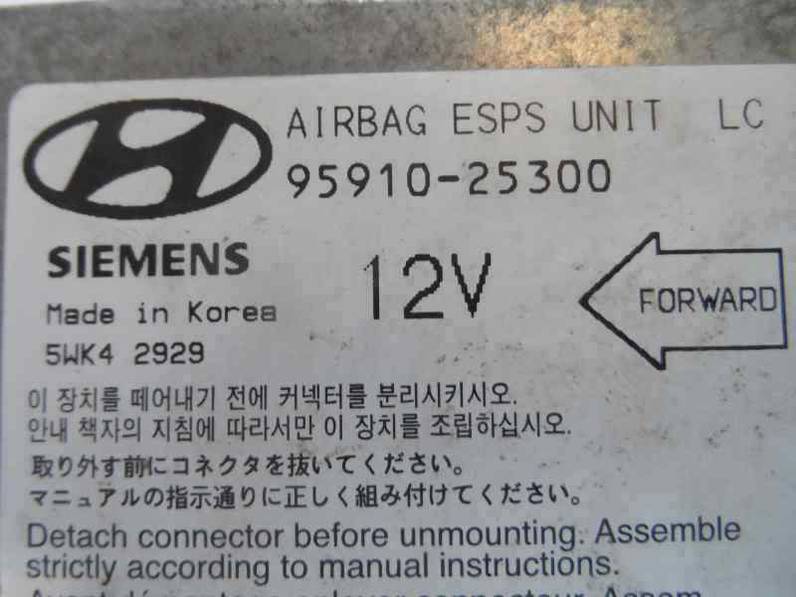 AIRBAG ESPS UNIT LC
95910-25300
SIEMENS
12V
FORWARD
Made in Korea
5WK4 2929
이 장치를 떼어내기 전에 커넥터를 분리시키시오.
안내 책자의 지침에 따라서만 이 장치를 조립하십시오.
取り外す前にコネクタを抜いてください。
マニュアルの指示通りに正しく組み付けてください。
Detach connector before unmounting. Assemble
strictly according to manual instructions.